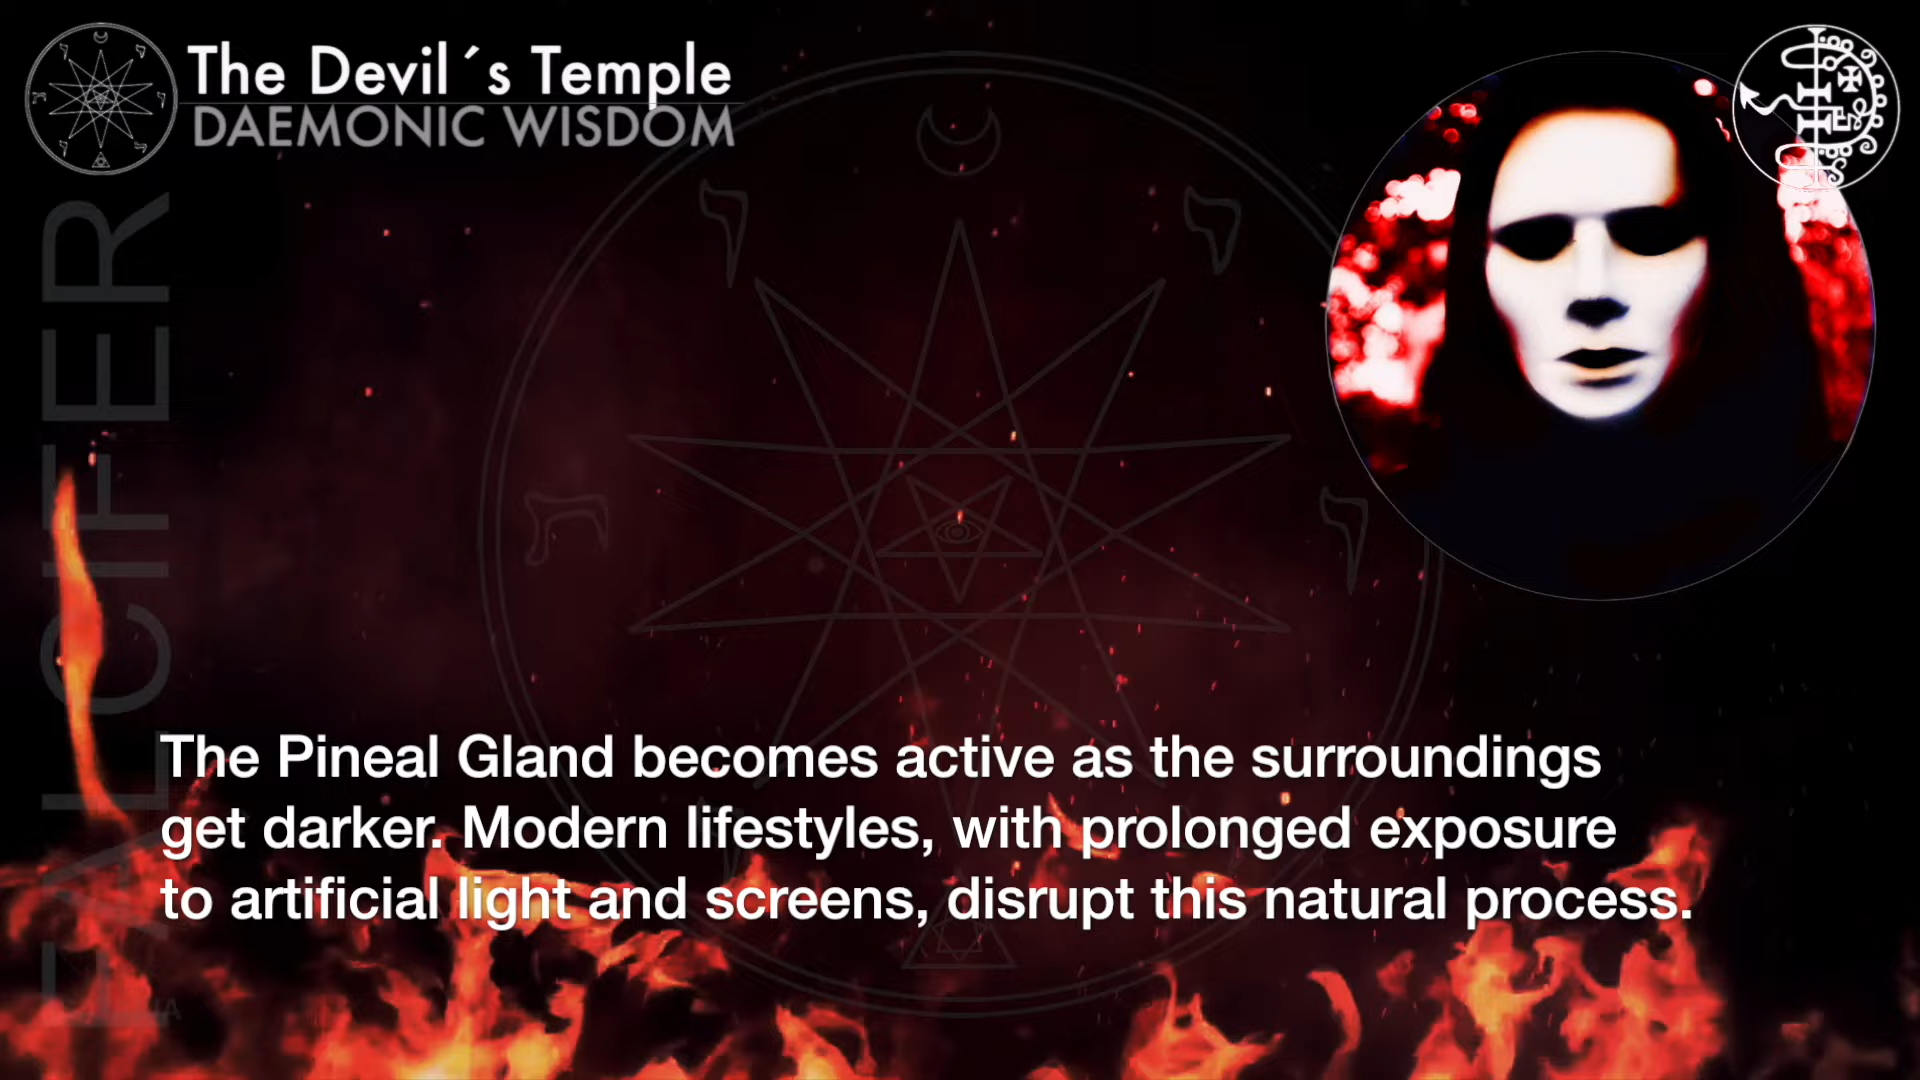 The Devil´s Temple
DAEMONIC WISDOM
FALCIFER
The Pineal Gland becomes active as the surroundings
get darker. Modern lifestyles, with prolonged exposure
to artificial light and screens, disrupt this natural process.